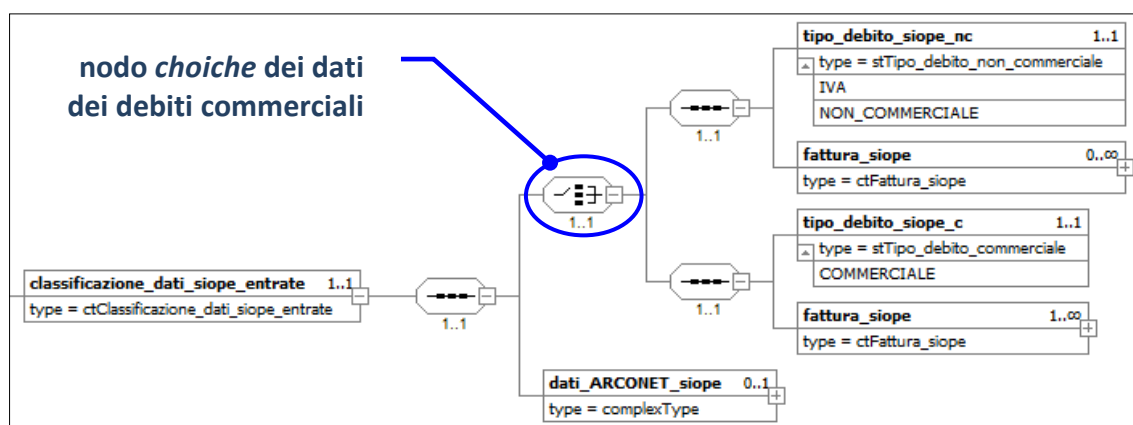 nodo choiche dei dati
dei debiti commerciali
tipo_debito_siope_nc 1..1
type = stTipo_debito_non_commerciale
IVA
NON_COMMERCIALE
1..1
fattura_siope 0..∞
type = ctFattura_siope
1..1
tipo_debito_siope_c 1..1
type = stTipo_debito_commerciale
COMMERCIALE
classificazione_dati_siope_entrate 1..1
type = ctClassificazione_dati_siope_entrate
1..1
1..1
fattura_siope 1..∞
type = ctFattura_siope
dati_ARCONET_siope 0..1
type = complexType